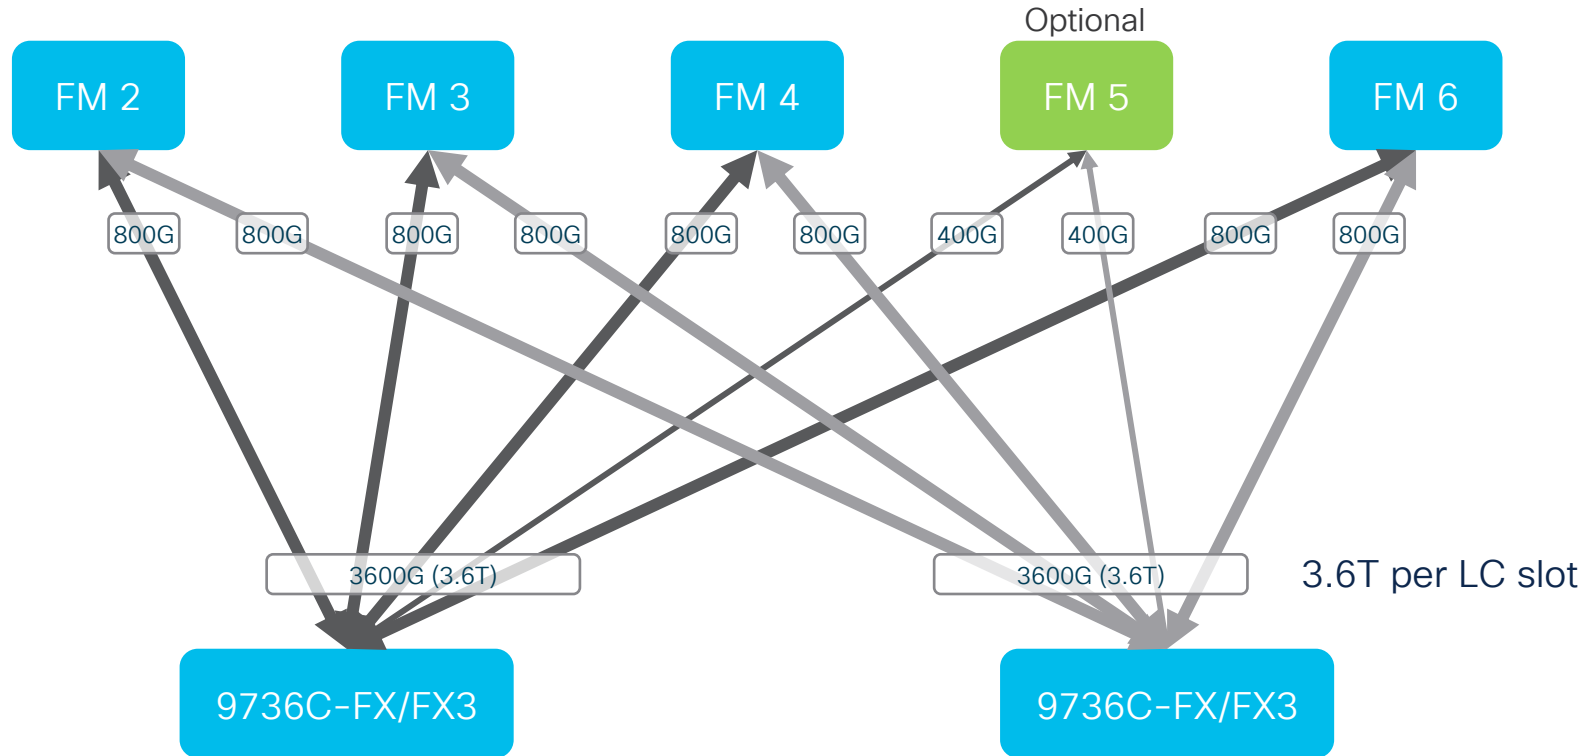 Optional
FM 2
FM 3
FM 4
FM 5
FM 6
800G
800G
800G
800G
800G
800G
400G
400G
800G
800G
3600G (3.6T)
3600G (3.6T)
3.6T per LC slot
9736C-FX/FX3
9736C-FX/FX3